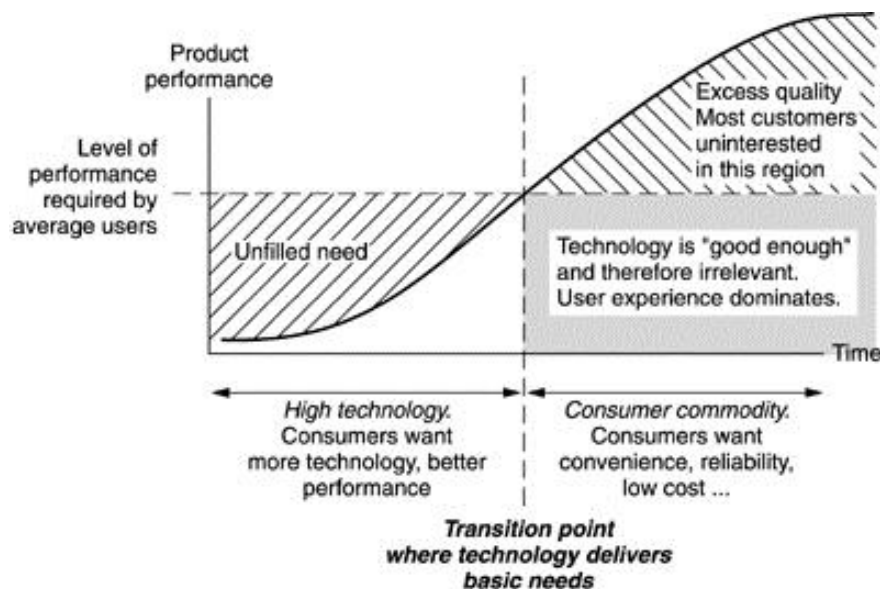 Product
performance
Level of
performance
required by
average users
Excess quality
Most customers
uninterested
in this region
Unfilled need
Technology is "good enough"
and therefore irrelevant.
User experience dominates.
Time
High technology.
Consumers want
more technology, better
performance
Consumer commodity.
Consumers want
convenience, reliability,
low cost ...
Transition point
where technology delivers
basic needs